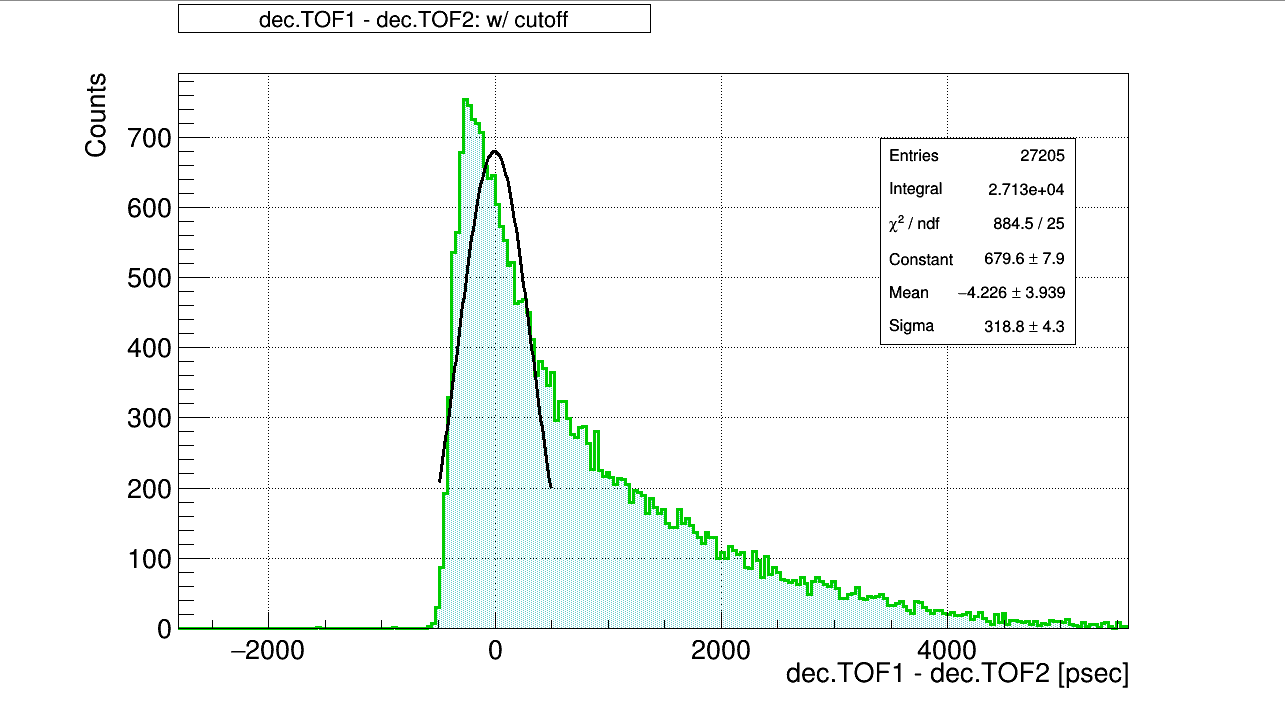 dec.TOF1 - dec.TOF2: w/ cutoff
Counts
700
600
500
400
300
200
100
0
Entries 27205
Integral 2.713e+04
χ² / ndf 884.5 / 25
Constant 679.6 ± 7.9
Mean −4.226 ± 3.939
Sigma 318.8 ± 4.3
−2000 0 2000 4000
dec.TOF1 - dec.TOF2 [psec]